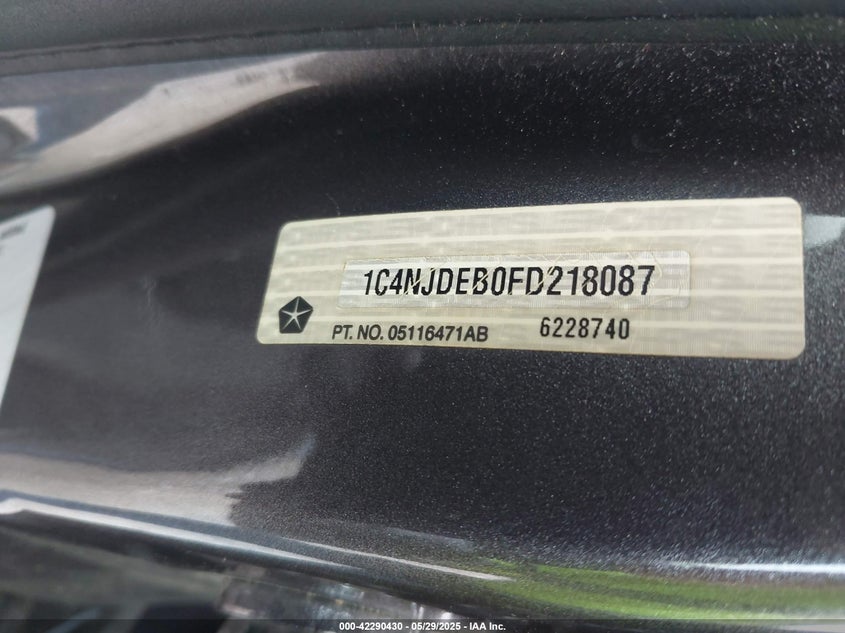 1C4NJDEB0FD218087
PT. NO. 05116471AB 6228740
000-42290430 - 05/29/2025 - IAA Inc.